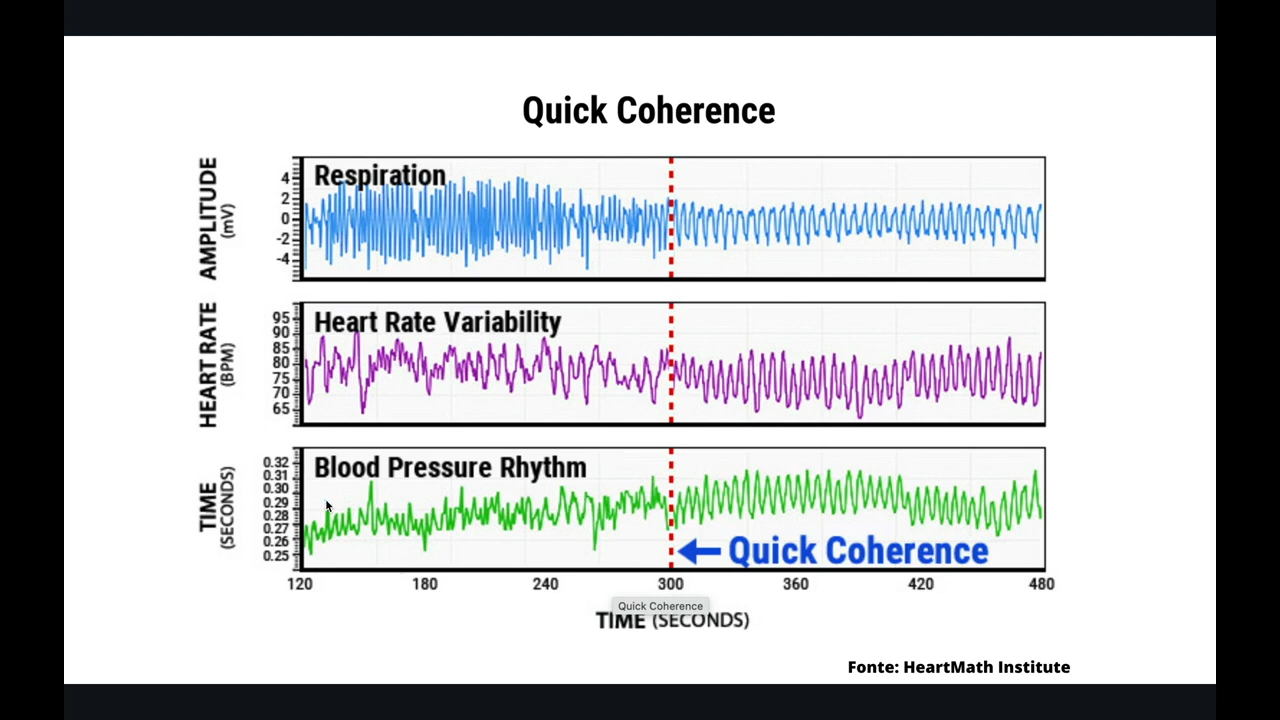 Quick Coherence
AMPLITUDE
(mV)
Respiration
4
2
0
-2
-4
HEART RATE
(BPM)
Heart Rate Variability
95
90
85
80
75
70
65
TIME
(SECONDS)
Blood Pressure Rhythm
0.32
0.31
0.30
0.29
0.28
0.27
0.26
0.25
Quick Coherence
120 180 240 300 360 420 480
Quick Coherence
TIME (SECONDS)
Fonte: HeartMath Institute